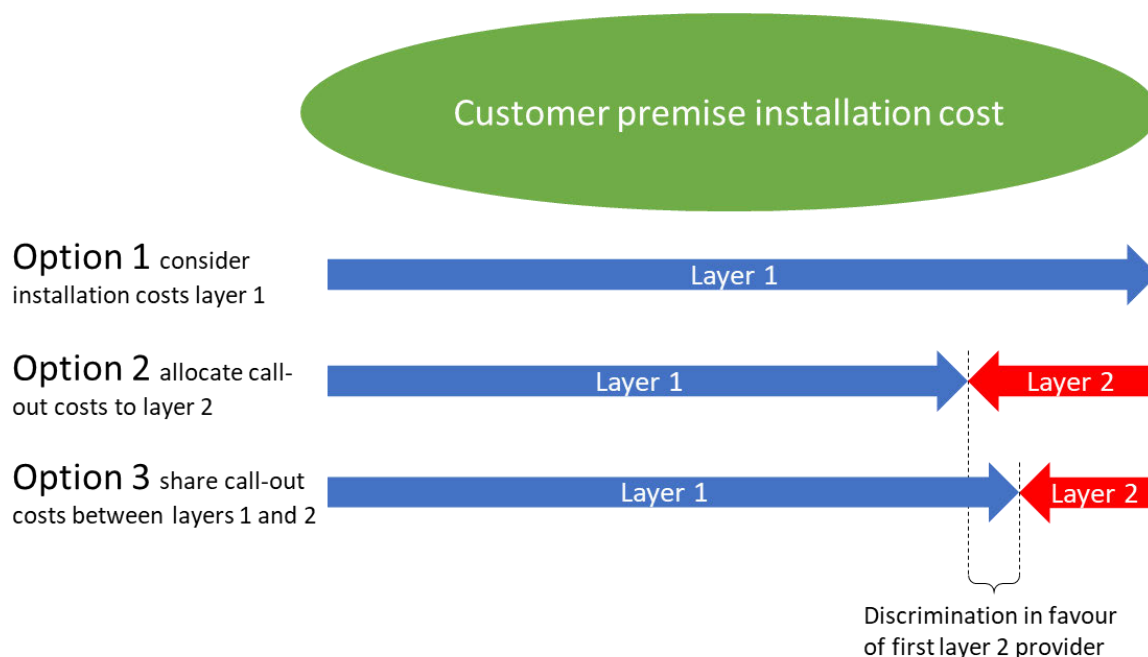 Customer premise installation cost
Option 1 consider
installation costs layer 1
Layer 1
Option 2 allocate call-
out costs to layer 2
Layer 1
Layer 2
Option 3 share call-out
costs between layers 1 and 2
Layer 1
Layer 2
Discrimination in favour
of first layer 2 provider